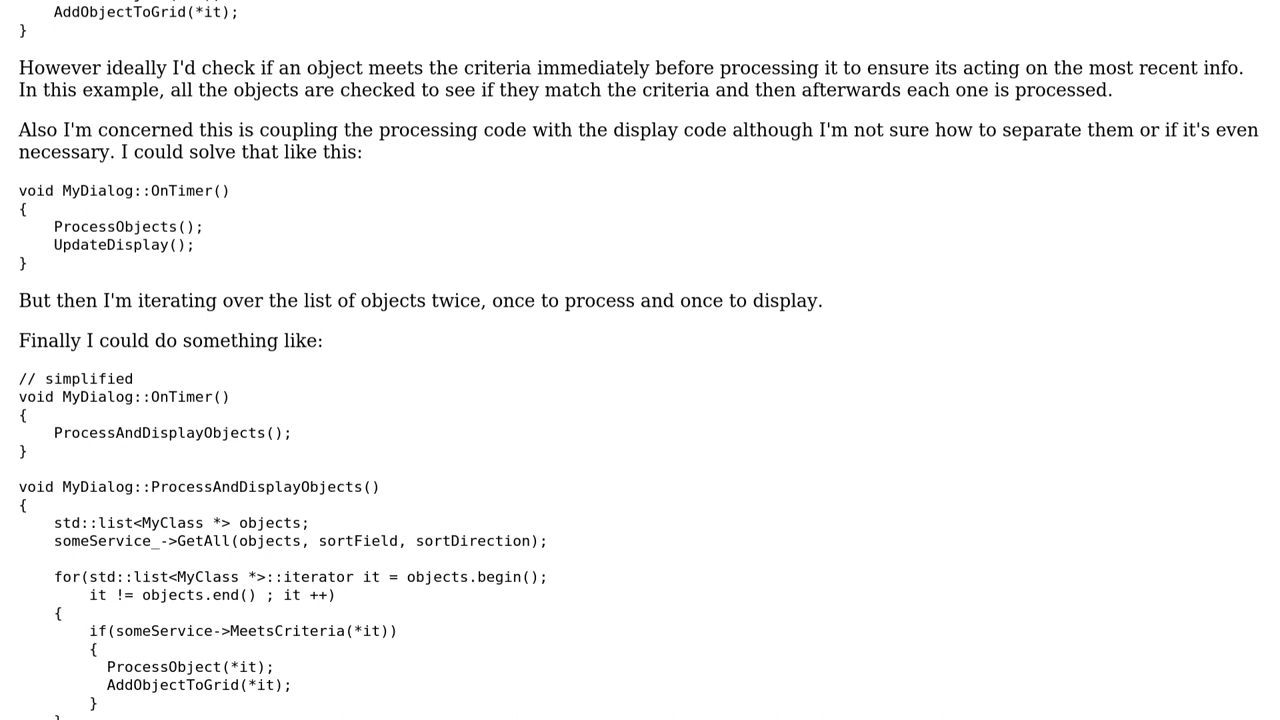 AddObjectToGrid(*it);
}
However ideally I'd check if an object meets the criteria immediately before processing it to ensure its acting on the most recent info.
In this example, all the objects are checked to see if they match the criteria and then afterwards each one is processed.
Also I'm concerned this is coupling the processing code with the display code although I'm not sure how to separate them or if it's even
necessary. I could solve that like this:
void MyDialog::OnTimer()
{
    ProcessObjects();
    UpdateDisplay();
}
But then I'm iterating over the list of objects twice, once to process and once to display.
Finally I could do something like:
// simplified
void MyDialog::OnTimer()
{
    ProcessAndDisplayObjects();
}
void MyDialog::ProcessAndDisplayObjects()
{
    std::list<MyClass *> objects;
    someService_->GetAll(objects, sortField, sortDirection);
    for(std::list<MyClass *>::iterator it = objects.begin();
        it != objects.end() ; it ++)
    {
        if(someService->MeetsCriteria(*it))
        {
          ProcessObject(*it);
          AddObjectToGrid(*it);
        }